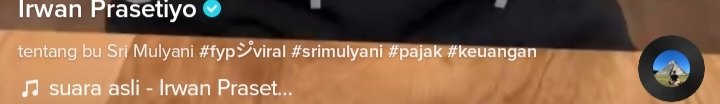 Irwan Prasetiyo
tentang bu Sri Mulyani #fypシviral #srimulyani #pajak #keuangan
suara asli - Irwan Praset...